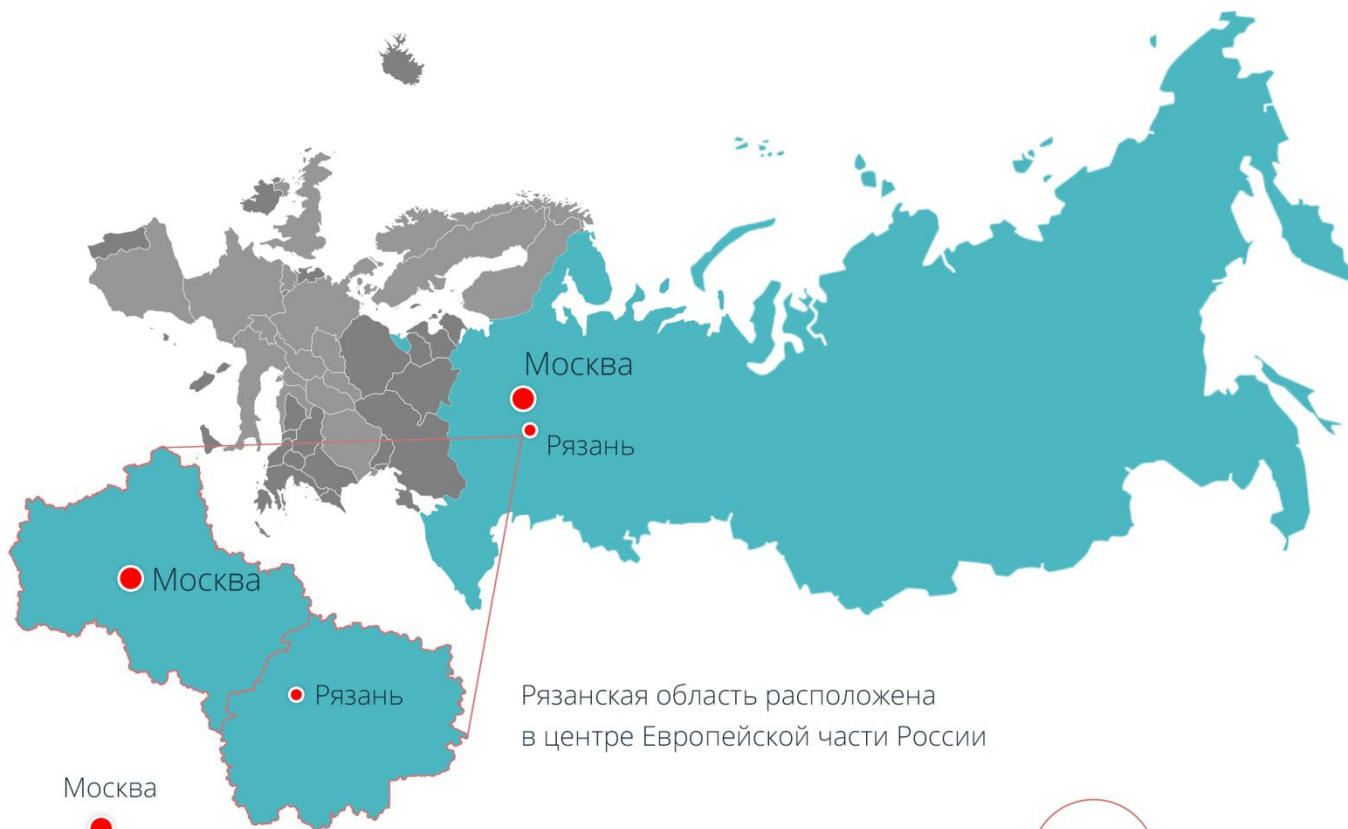 Москва
Рязань
Москва
Рязань
Рязанская область расположена
в центре Европейской части России
Москва